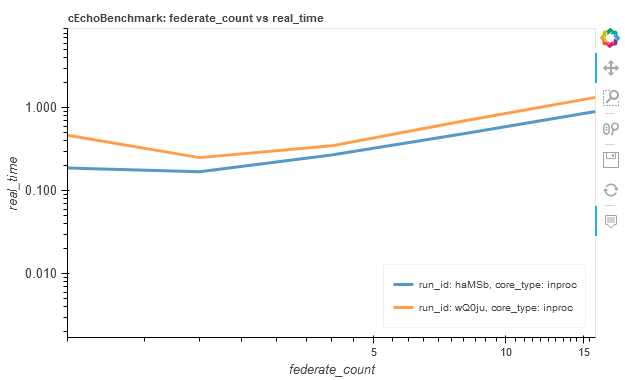 cEchoBenchmark: federate_count vs real_time
real_time
1.000
0.100
0.010
run_id: haMSb, core_type: inproc
run_id: wQ0ju, core_type: inproc
5
10
15
federate_count